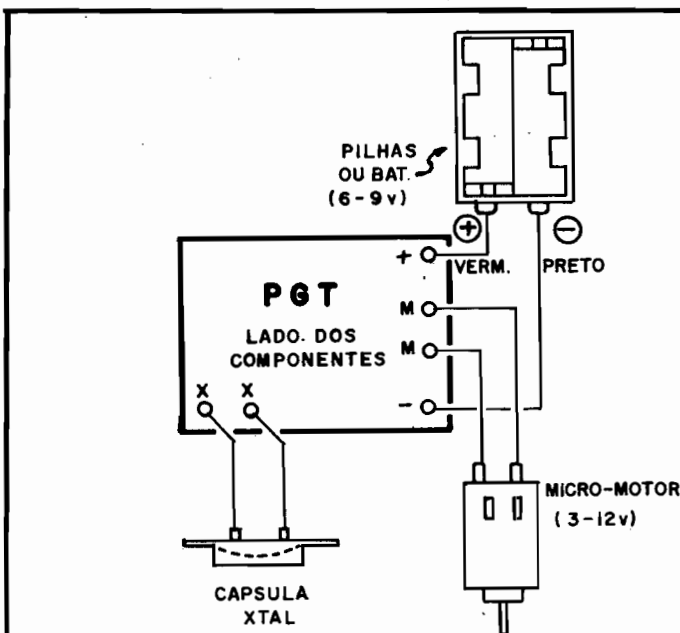 PILHAS
OU BAT.
(6-9v)
+
-
VERM.
PRETO
+
PGT
M
LADO. DOS
COMPONENTES
M
X X
-
MICRO-MOTOR
(3-12v)
CAPSULA
XTAL